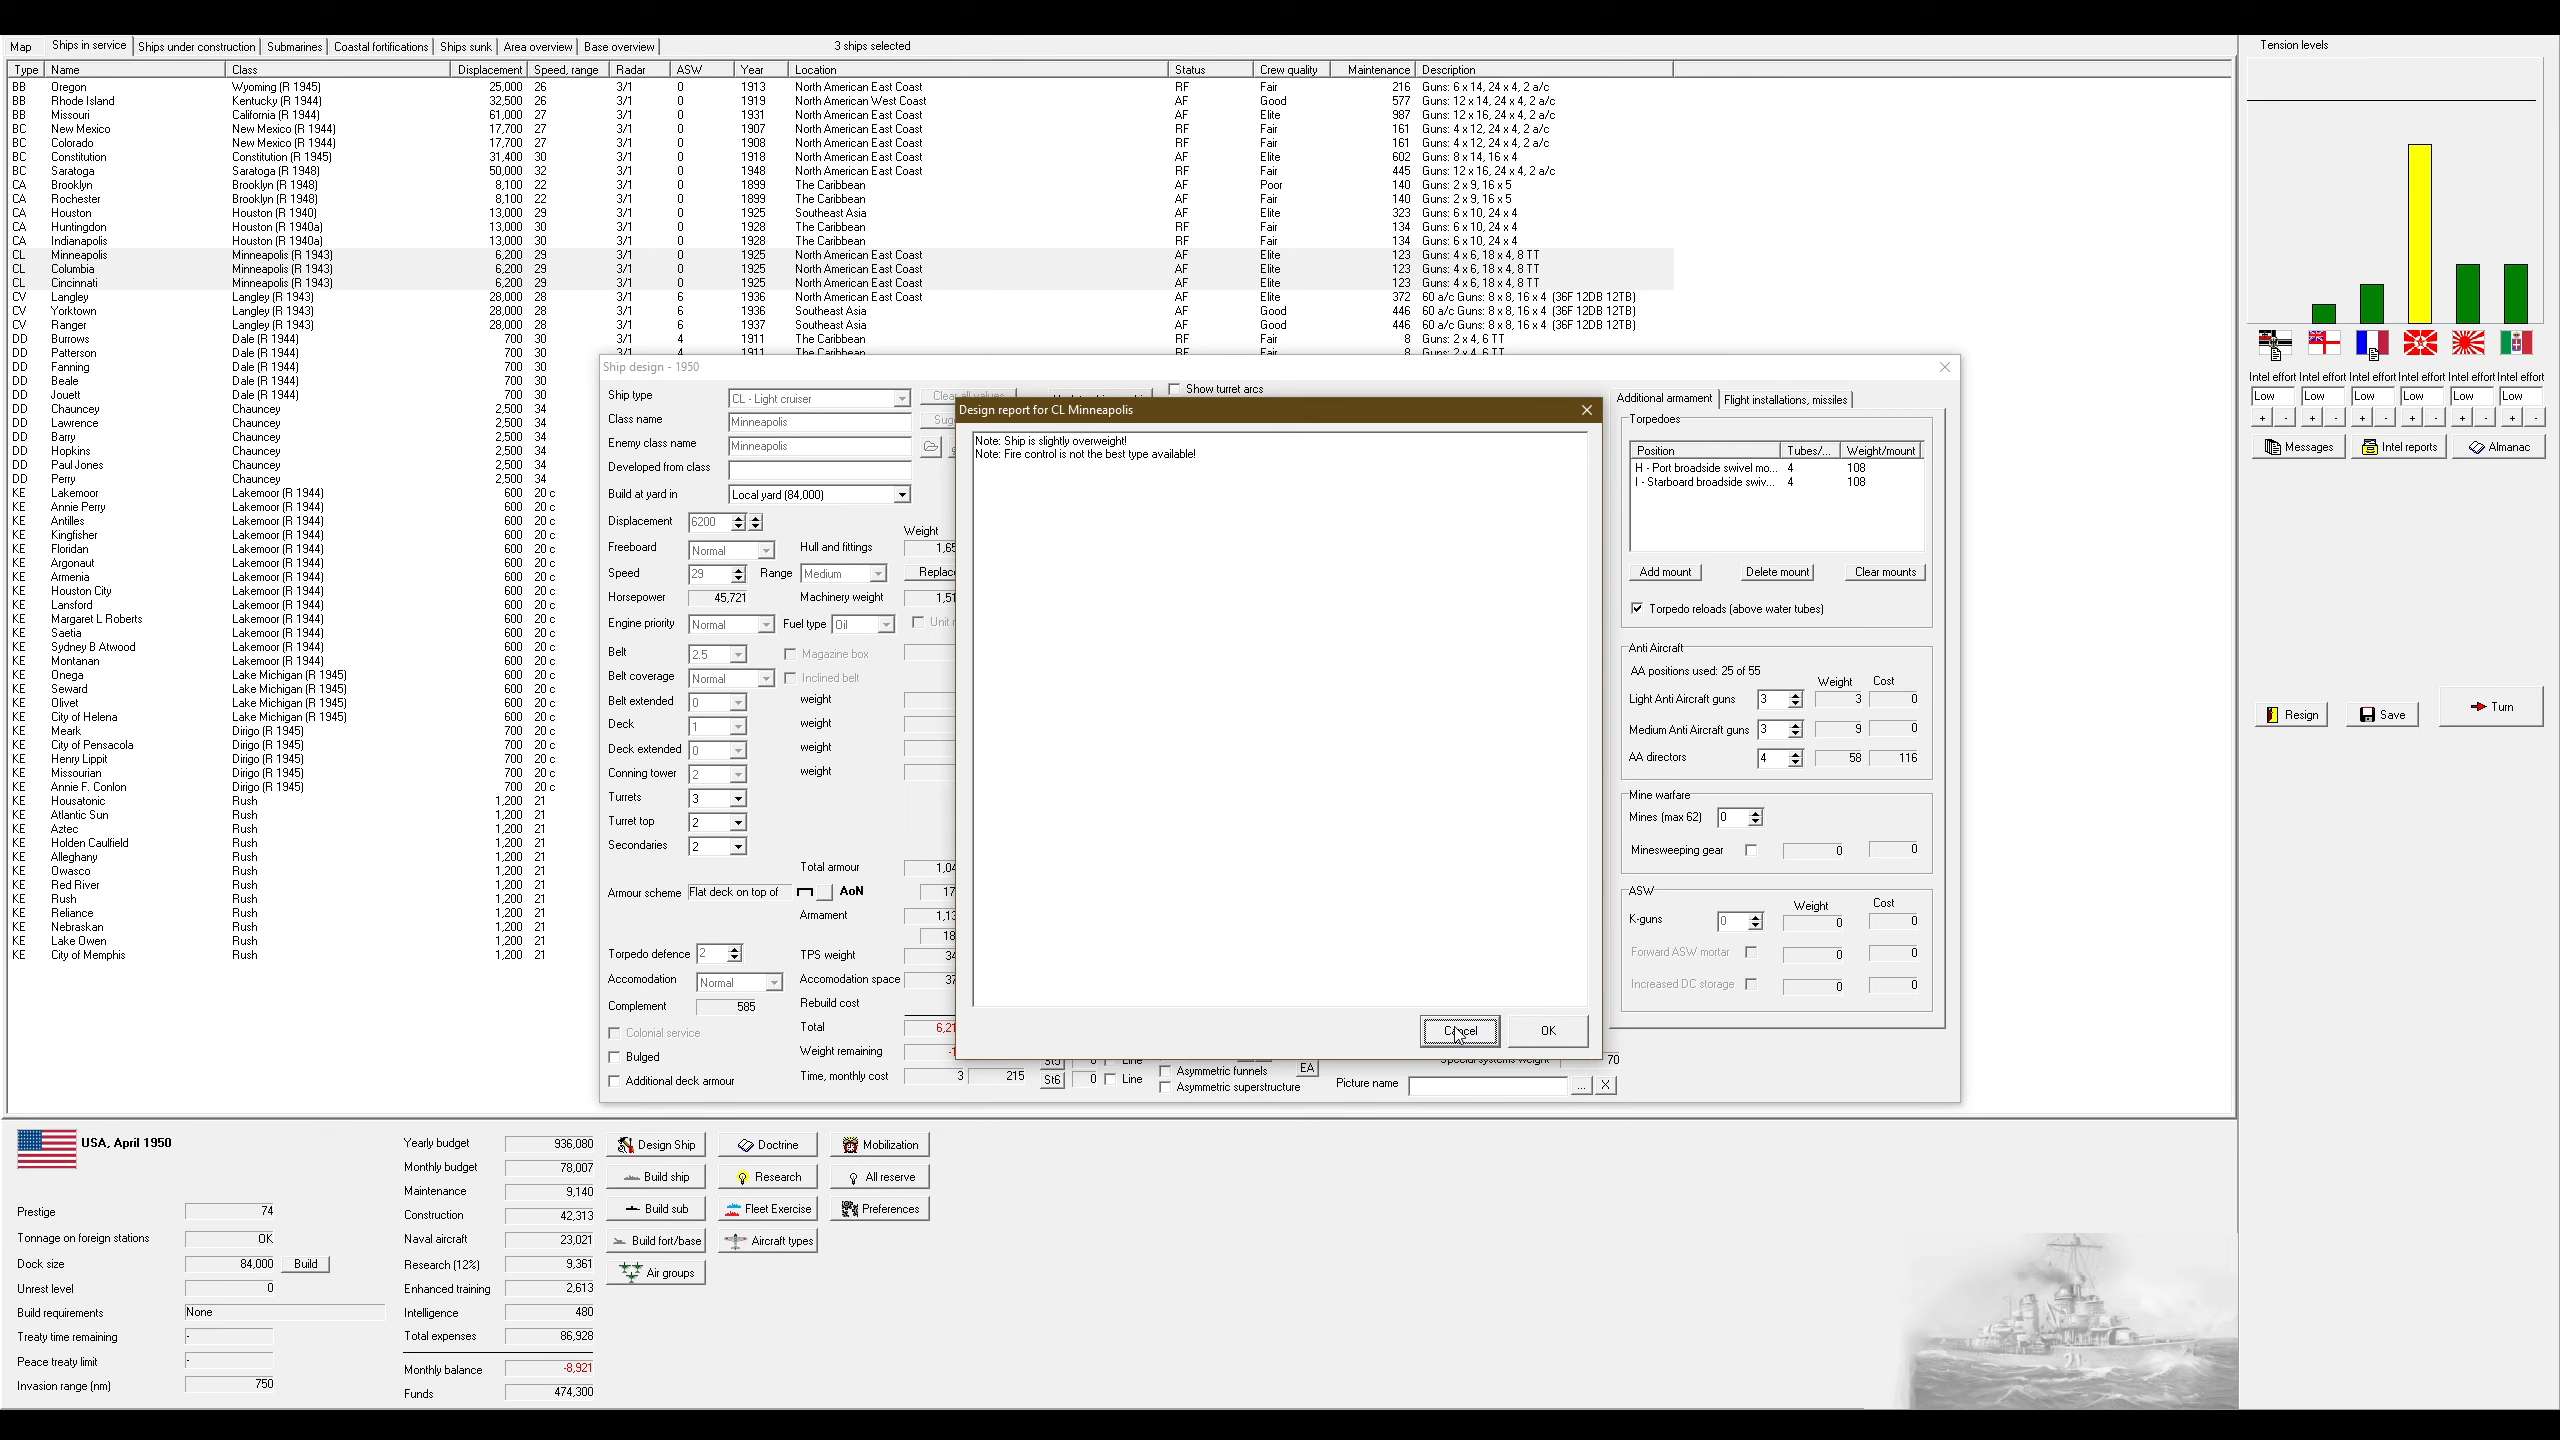 Map Ships in service Ships under construction Submarines Coastal fortifications Ships sunk Area overview Base overview 3 ships selected
Type Name Class Displacement Speed, range Radar ASW Year Location Status Crew quality Maintenance Description
BB Oregon Wyoming (R 1945) 25,000 26 3/1 0 1913 North American East Coast RF Fair 216 Guns: 6 x 14, 24 x 4, 2 a/c
BB Rhode Island Kentucky (R 1944) 32,500 26 3/1 0 1919 North American West Coast AF Good 577 Guns: 12 x 14, 24 x 4, 2 a/c
BB Missouri California (R 1944) 61,000 27 3/1 0 1931 North American East Coast AF Elite 987 Guns: 12 x 16, 24 x 4, 2 a/c
BC New Mexico New Mexico (R 1944) 17,700 27 3/1 0 1907 North American East Coast RF Fair 161 Guns: 4 x 12, 24 x 4, 2 a/c
BC Colorado New Mexico (R 1944) 17,700 27 3/1 0 1908 North American East Coast RF Fair 161 Guns: 4 x 12, 24 x 4, 2 a/c
BC Constitution Constitution (R 1945) 31,400 30 3/1 0 1918 North American East Coast AF Elite 602 Guns: 8 x 14, 16 x 4
BC Saratoga Saratoga (R 1948) 50,000 32 3/1 0 1948 North American East Coast RF Fair 445 Guns: 12 x 16, 24 x 4, 2 a/c
CA Brooklyn Brooklyn (R 1948) 8,100 22 3/1 0 1899 The Caribbean AF Poor 140 Guns: 2 x 9, 16 x 5
CA Rochester Brooklyn (R 1948) 8,100 22 3/1 0 1899 The Caribbean AF Fair 140 Guns: 2 x 9, 16 x 5
CA Houston Houston (R 1940) 13,000 29 3/1 0 1925 Southeast Asia AF Elite 323 Guns: 6 x 10, 24 x 4
CA Huntingdon Houston (R 1940a) 13,000 30 3/1 0 1928 The Caribbean RF Fair 134 Guns: 6 x 10, 24 x 4
CA Indianapolis Houston (R 1940a) 13,000 30 3/1 0 1928 The Caribbean RF Fair 134 Guns: 6 x 10, 24 x 4
CL Minneapolis Minneapolis (R 1943) 6,200 29 3/1 0 1925 North American East Coast AF Elite 123 Guns: 4 x 6, 18 x 4, 8 TT
CL Columbia Minneapolis (R 1943) 6,200 29 3/1 0 1925 North American East Coast AF Elite 123 Guns: 4 x 6, 18 x 4, 8 TT
CL Cincinnati Minneapolis (R 1943) 6,200 29 3/1 0 1925 North American East Coast AF Elite 123 Guns: 4 x 6, 18 x 4, 8 TT
CV Langley Langley (R 1943) 28,000 28 3/1 6 1936 North American East Coast AF Elite 372 60 a/c Guns: 8 x 8, 16 x 4 (36F 12DB 12TB)
CV Yorktown Langley (R 1943) 28,000 28 3/1 6 1936 Southeast Asia AF Good 446 60 a/c Guns: 8 x 8, 16 x 4 (36F 12DB 12TB)
CV Ranger Langley (R 1943) 28,000 28 3/1 6 1937 Southeast Asia AF Good 446 60 a/c Guns: 8 x 8, 16 x 4 (36F 12DB 12TB)
DD Burrows Dale (R 1944) 700 30 3/1 4 1911 The Caribbean RF Fair 8 Guns: 2 x 4, 6 TT
DD Patterson Dale (R 1944) 700 30 3/1 4 1911 The Caribbean RF Fair 8 Guns: 2 x 4, 6 TT
DD Fanning Dale (R 1944) 700 30
DD Beale Dale (R 1944) 700 30
DD Jouett Dale (R 1944) 700 30
DD Chauncey Chauncey 2,500 34
DD Lawrence Chauncey 2,500 34
DD Barry Chauncey 2,500 34
DD Hopkins Chauncey 2,500 34
DD Paul Jones Chauncey 2,500 34
DD Perry Chauncey 2,500 34
KE Lakemoor Lakemoor (R 1944) 600 20 c
KE Annie Perry Lakemoor (R 1944) 600 20 c
KE Antilles Lakemoor (R 1944) 600 20 c
KE Kingfisher Lakemoor (R 1944) 600 20 c
KE Floridan Lakemoor (R 1944) 600 20 c
KE Argonaut Lakemoor (R 1944) 600 20 c
KE Armenia Lakemoor (R 1944) 600 20 c
KE Houston City Lakemoor (R 1944) 600 20 c
KE Lansford Lakemoor (R 1944) 600 20 c
KE Margaret L Roberts Lakemoor (R 1944) 600 20 c
KE Saetia Lakemoor (R 1944) 600 20 c
KE Sydney B Atwood Lakemoor (R 1944) 600 20 c
KE Montanan Lakemoor (R 1944) 600 20 c
KE Onega Lake Michigan (R 1945) 600 20 c
KE Seward Lake Michigan (R 1945) 600 20 c
KE Olivet Lake Michigan (R 1945) 600 20 c
KE City of Helena Lake Michigan (R 1945) 600 20 c
KE Meark Dirigo (R 1945) 700 20 c
KE City of Pensacola Dirigo (R 1945) 700 20 c
KE Henry Lippit Dirigo (R 1945) 700 20 c
KE Missourian Dirigo (R 1945) 700 20 c
KE Annie F. Conlon Dirigo (R 1945) 700 20 c
KE Housatonic Rush 1,200 21
KE Atlantic Sun Rush 1,200 21
KE Aztec Rush 1,200 21
KE Holden Caulfield Rush 1,200 21
KE Alleghany Rush 1,200 21
KE Owasco Rush 1,200 21
KE Red River Rush 1,200 21
KE Rush Rush 1,200 21
KE Reliance Rush 1,200 21
KE Nebraskan Rush 1,200 21
KE Lake Owen Rush 1,200 21
KE City of Memphis Rush 1,200 21
Ship design - 1950
Ship type CL - Light cruiser Show turret arcs
Class name Minneapolis
Enemy class name Minneapolis
Developed from class
Build at yard in Local yard (84,000)
Displacement 6200 Weight
Freeboard Normal Hull and fittings
Speed 29 Range Medium
Horsepower 45,721 Machinery weight
Engine priority Normal Fuel type Oil
Belt 2.5 Magazine box
Belt coverage Normal Inclined belt
Belt extended 0 weight
Deck 1 weight
Deck extended 0 weight
Conning tower 2 weight
Turrets 3
Turret top 2
Secondaries 2
Total armour
Armour scheme Flat deck on top of AoN
Armament
Torpedo defence 2 TPS weight
Accomodation Normal Accomodation space
Complement 585 Rebuild cost
Colonial service Total
Bulged Weight remaining
Additional deck armour Time, monthly cost 3 215
St5 0 Line
St6 0 Line
Asymmetric funnels EA
Asymmetric superstructure
Special systems weight 70
Picture name ... X
Design report for CL Minneapolis
Note: Ship is slightly overweight!
Note: Fire control is not the best type available!
Cancel OK
Additional armament Flight installations, missiles
Torpedoes
Position Tubes/... Weight/mount
H - Port broadside swivel mo... 4 108
I - Starboard broadside swiv... 4 108
Add mount Delete mount Clear mounts
Torpedo reloads (above water tubes)
Anti Aircraft
AA positions used: 25 of 55
Weight Cost
Light Anti Aircraft guns 3 3 0
Medium Anti Aircraft guns 3 9 0
AA directors 4 58 116
Mine warfare
Mines (max 62) 0
Minesweeping gear 0 0
ASW
Weight Cost
K-guns 0 0 0
Forward ASW mortar 0 0
Increased DC storage 0 0
Tension levels
Intel effort Intel effort Intel effort Intel effort Intel effort Intel effort
Low Low Low Low Low Low
+ - + - + - + - + - + -
Messages Intel reports Almanac
Resign Save Turn
USA, April 1950
Prestige 74
Tonnage on foreign stations OK
Dock size 84,000 Build
Unrest level 0
Build requirements None
Treaty time remaining -
Peace treaty limit -
Invasion range (nm) 750
Yearly budget 936,080
Monthly budget 78,007
Maintenance 9,140
Construction 42,313
Naval aircraft 23,021
Research (12%) 9,361
Enhanced training 2,613
Intelligence 480
Total expenses 86,928
Monthly balance -8,921
Funds 474,300
Design Ship Doctrine Mobilization
Build ship Research All reserve
Build sub Fleet Exercise Preferences
Build fort/base Aircraft types
Air groups